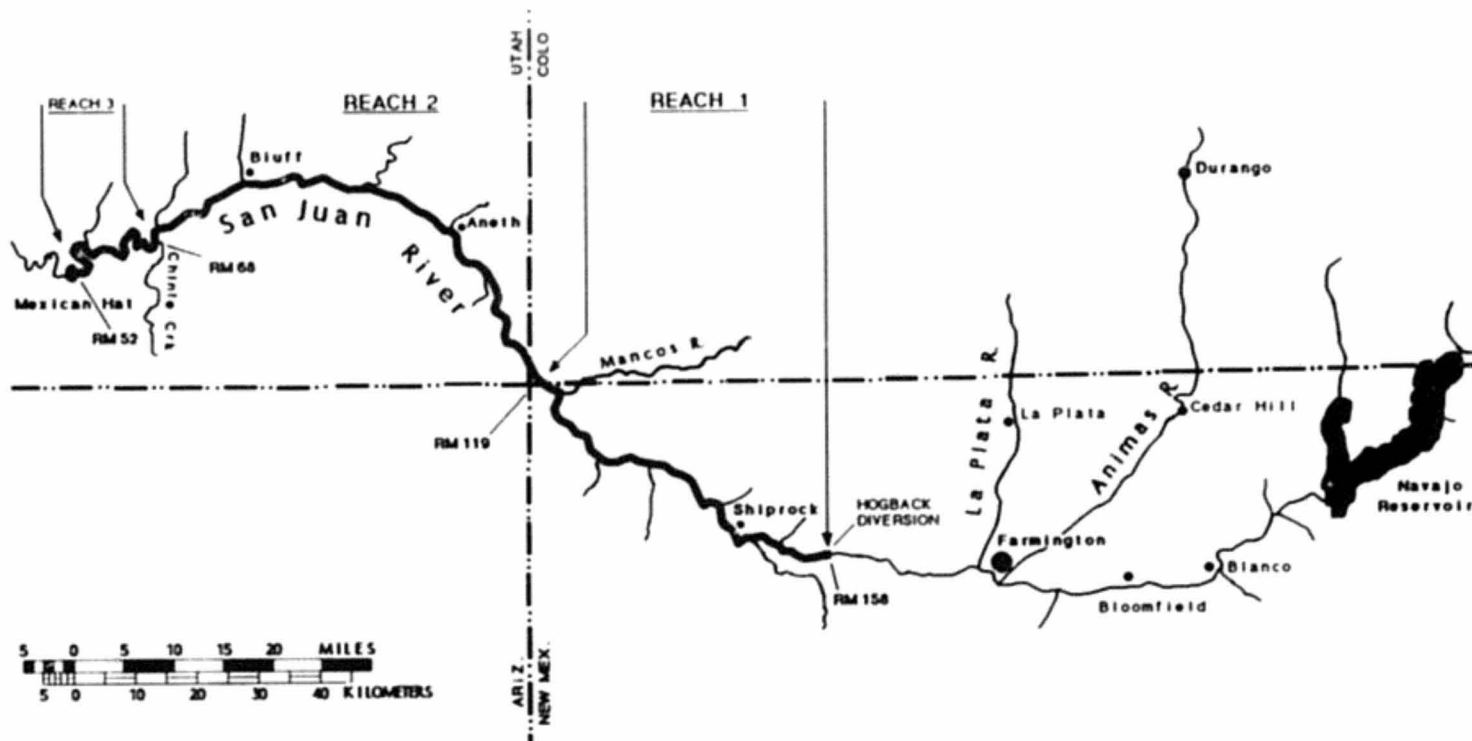 UTAH
COLO
REACH 3
REACH 2
REACH 1
Bluff
Durango
San Juan River
Aneth
RM 68
Chinle Crk
Mexican Hat
RM 52
Mancos R.
La Plata R.
La Plata
Animas R.
Cedar Hill
RM 119
Navajo
Reservoir
Shiprock
HOGBACK
DIVERSION
Farmington
Blanco
RM 158
Bloomfield
5 0 5 10 15 20 MILES
5 0 10 20 30 40 KILOMETERS
ARIZ.
NEW MEX.